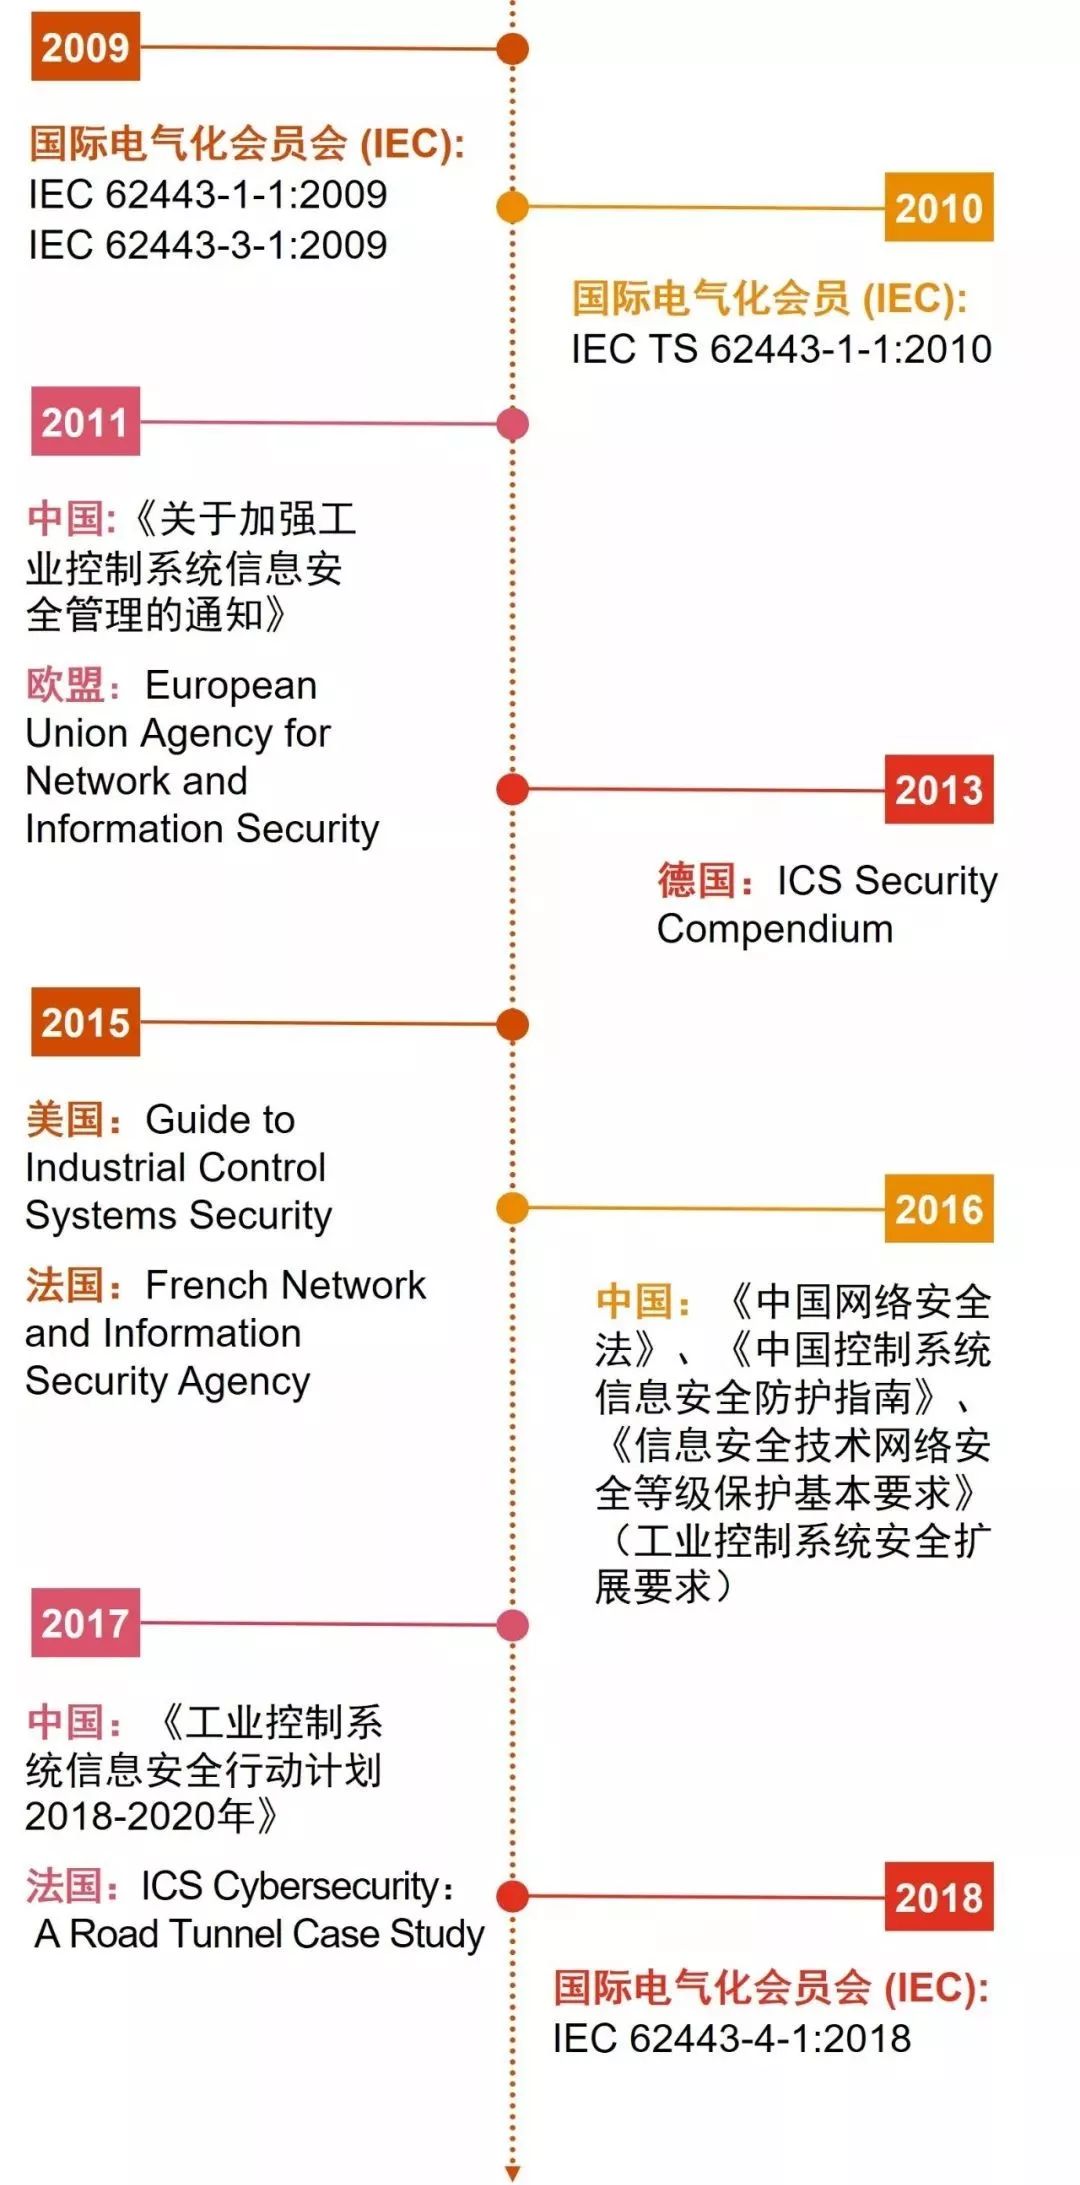 2009
国际电气化会员会 (IEC):
IEC 62443-1-1:2009
IEC 62443-3-1:2009
2010
国际电气化会员 (IEC):
IEC TS 62443-1-1:2010
2011
中国:《关于加强工
业控制系统信息安
全管理的通知》
欧盟：European
Union Agency for
Network and
Information Security
2013
德国：ICS Security
Compendium
2015
美国：Guide to
Industrial Control
Systems Security
法国：French Network
and Information
Security Agency
2016
中国：《中国网络安全
法》、《中国控制系统
信息安全防护指南》、
《信息安全技术网络安
全等级保护基本要求》
（工业控制系统安全扩
展要求）
2017
中国：《工业控制系
统信息安全行动计划
2018-2020年》
法国：ICS Cybersecurity：
A Road Tunnel Case Study
2018
国际电气化会员会 (IEC):
IEC 62443-4-1:2018